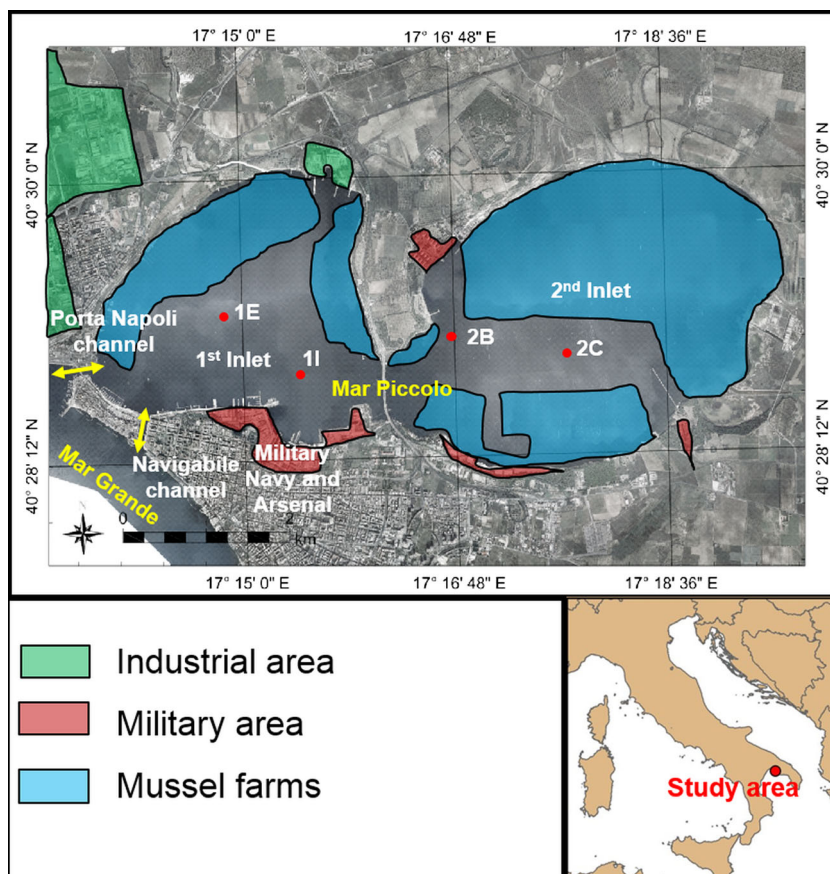 17° 15' 0" E
17° 16' 48" E
17° 18' 36" E
40° 30' 0" N
40° 30' 0" N
1E
2nd Inlet
Porta Napoli
channel
2B
2C
1st Inlet
1I
Mar Piccolo
40° 28' 12" N
40° 28' 12" N
Mar Grande
Navigabile
channel
Military
Navy and
Arsenal
0
2
km
17° 15' 0" E
17° 16' 48" E
17° 18' 36" E
Industrial area
Military area
Mussel farms
Study area